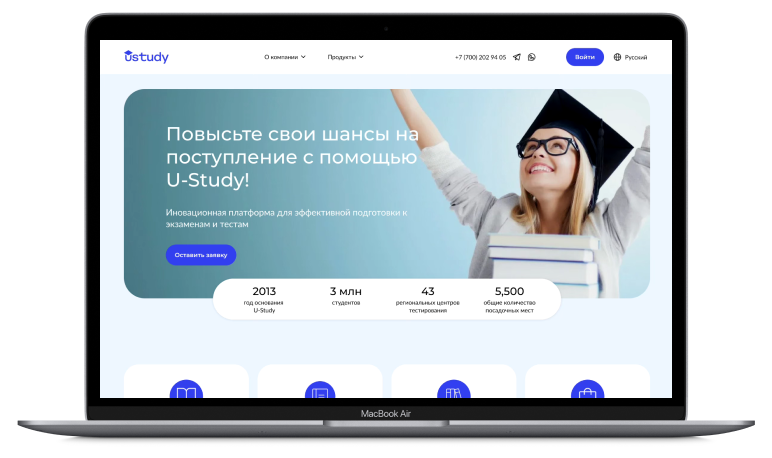 ustudy
О компании
Продукты
+7 (700) 202 94 05
Войти
Русский
Повысьте свои шансы на
поступление с помощью
U-Study!
Иновационная платформа для эффективной подготовки к
экзаменам и тестам
Оставить заявку
2013
год основания
U-Study
3 млн
студентов
43
региональных центров
тестирования
5,500
общие количество
посадочных мест
MacBook Air